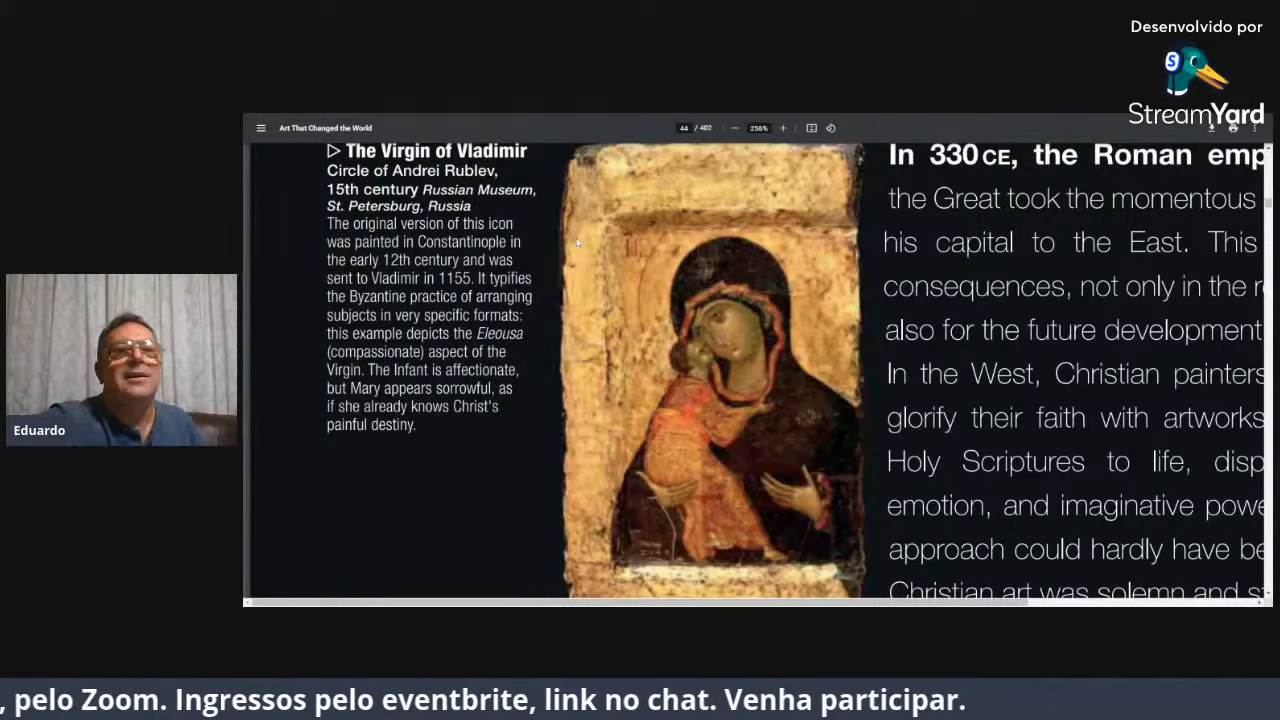 Desenvolvido por
StreamYard
Art That Changed the World
44 / 402
256%
▷ The Virgin of Vladimir
Circle of Andrei Rublev,
15th century Russian Museum,
St. Petersburg, Russia
The original version of this icon
was painted in Constantinople in
the early 12th century and was
sent to Vladimir in 1155. It typifies
the Byzantine practice of arranging
subjects in very specific formats:
this example depicts the Eleousa
(compassionate) aspect of the
Virgin. The Infant is affectionate,
but Mary appears sorrowful, as
if she already knows Christ's
painful destiny.
In 330 CE, the Roman emp
the Great took the momentous
his capital to the East. This
consequences, not only in the r
also for the future development
In the West, Christian painters
glorify their faith with artworks
Holy Scriptures to life, disp
emotion, and imaginative powe
approach could hardly have be
Christian art was solemn and s
Eduardo
, pelo Zoom. Ingressos pelo eventbrite, link no chat. Venha participar.